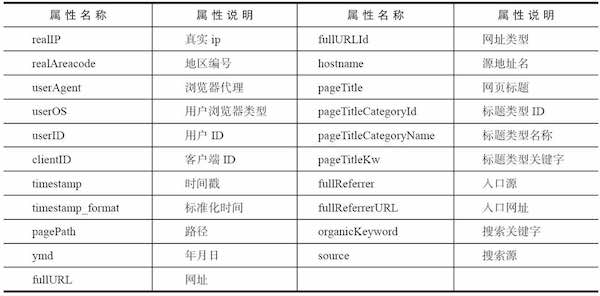 属性名称 属性说明 属性名称 属性说明
realIP 真实 ip fullURLId 网址类型
realAreacode 地区编号 hostname 源地址名
userAgent 浏览器代理 pageTitle 网页标题
userOS 用户浏览器类型 pageTitleCategoryId 标题类型 ID
userID 用户 ID pageTitleCategoryName 标题类型名称
clientID 客户端 ID pageTitleKw 标题类型关键字
timestamp 时间戳 fullReferrer 入口源
timestamp_format 标准化时间 fullReferrerURL 入口网址
pagePath 路径 organicKeyword 搜索关键字
ymd 年月日 source 搜索源
fullURL 网址